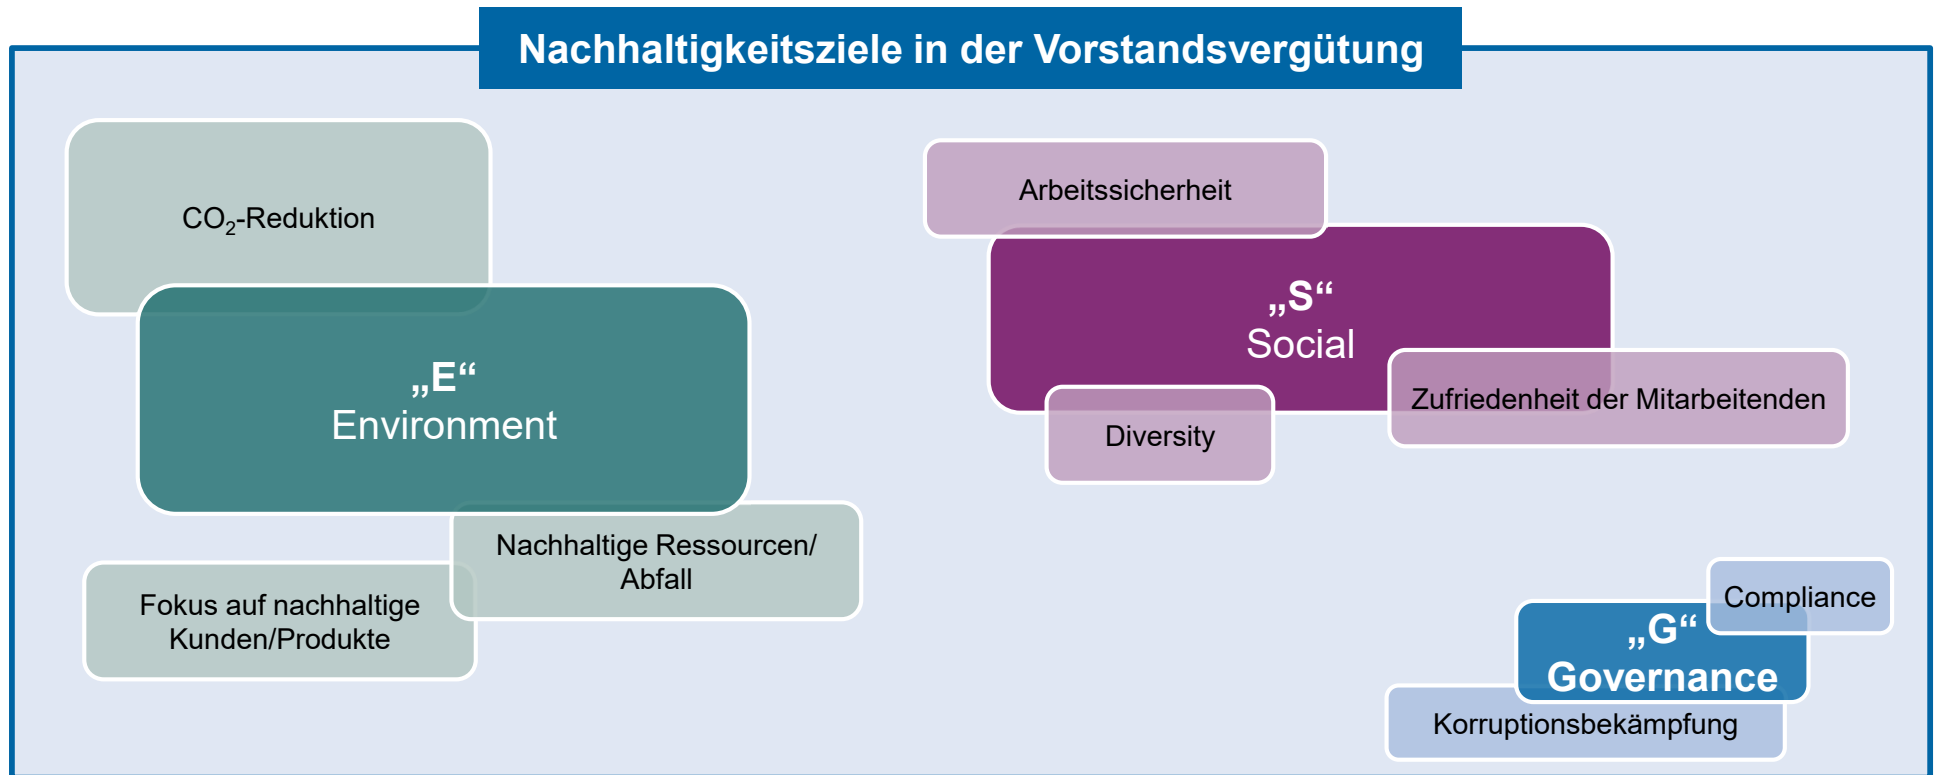 Nachhaltigkeitsziele in der Vorstandsvergütung
CO₂-Reduktion
„E“
Environment
Nachhaltige Ressourcen/
Abfall
Fokus auf nachhaltige
Kunden/Produkte
Arbeitssicherheit
„S“
Social
Zufriedenheit der Mitarbeitenden
Diversity
Compliance
„G“
Governance
Korruptionsbekämpfung